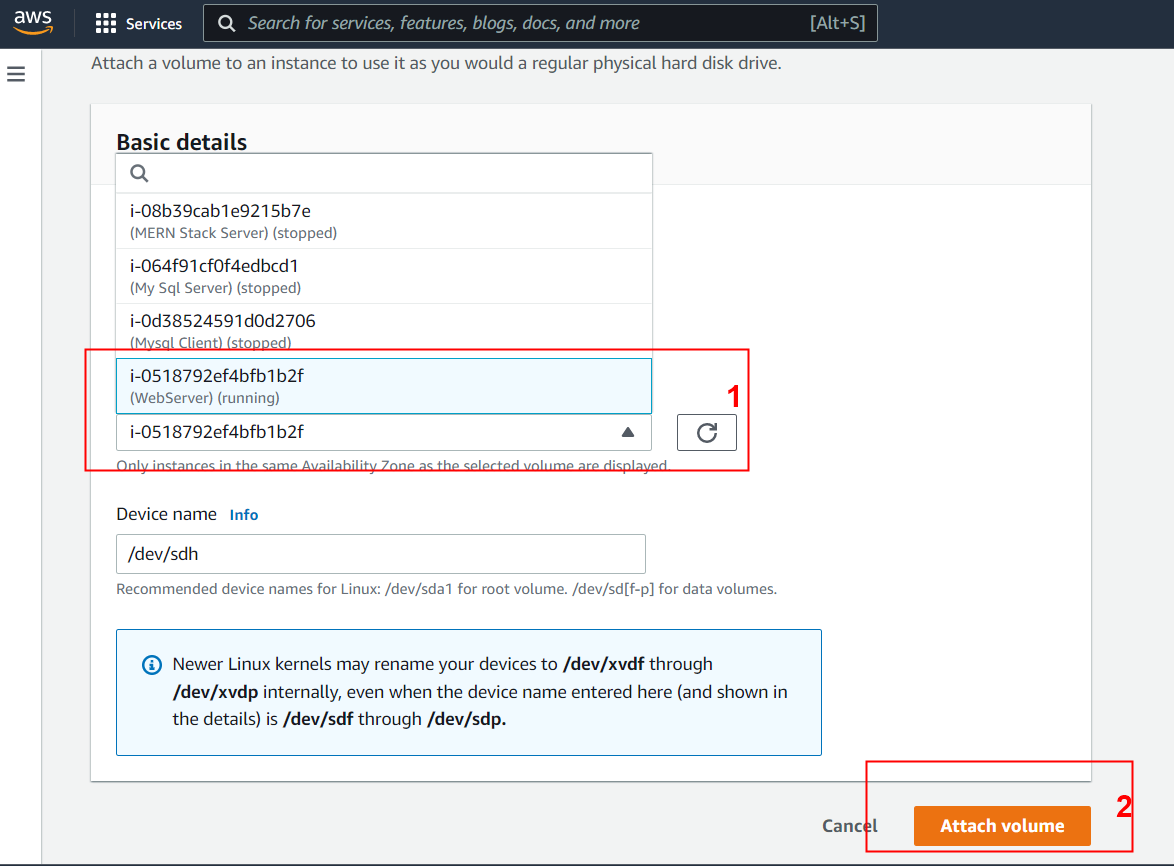 aws Services Search for services, features, blogs, docs, and more [Alt+S]
Attach a volume to an instance to use it as you would a regular physical hard disk drive.
Basic details
i-08b39cab1e9215b7e
(MERN Stack Server) (stopped)
i-064f91cf0f4edbcd1
(My Sql Server) (stopped)
i-0d38524591d0d2706
(Mysql Client) (stopped)
i-0518792ef4bfb1b2f
(WebServer) (running)
1
i-0518792ef4bfb1b2f
Only instances in the same Availability Zone as the selected volume are displayed.
Device name Info
/dev/sdh
Recommended device names for Linux: /dev/sda1 for root volume. /dev/sd[f-p] for data volumes.
Newer Linux kernels may rename your devices to /dev/xvdf through
/dev/xvdp internally, even when the device name entered here (and shown in
the details) is /dev/sdf through /dev/sdp.
2
Cancel Attach volume